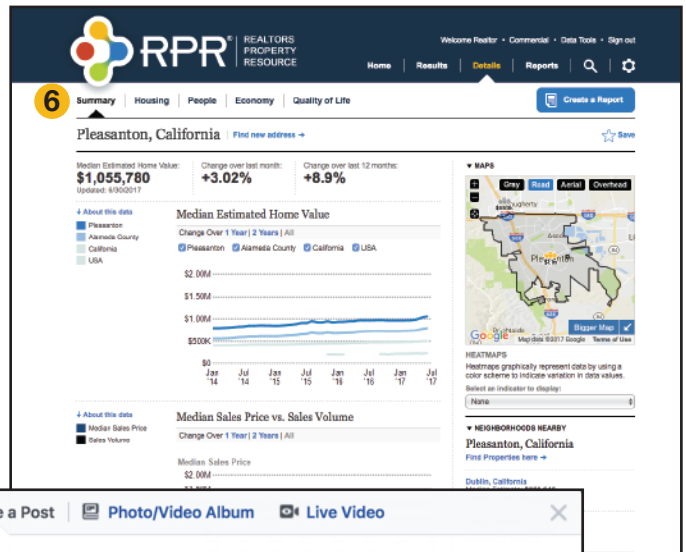 RPR® REALTORS PROPERTY RESOURCE
Welcome Realtor • Commercial • Data Tools • Sign out
Home Results Details Reports
6 Summary Housing People Economy Quality of Life Create a Report
Pleasanton, California Find new address → Save
Median Estimated Home Value: Change over last month: Change over last 12 months:
$1,055,780 +3.02% +8.9%
Updated: 6/30/2017
▼ MAPS
Gray Road Aerial Overhead
↓ About this data
Pleasanton
Alameda County
California
USA
Median Estimated Home Value
Change Over 1 Year | 2 Years | All
Pleasanton Alameda County California USA
$2.00M
$1.50M
$1.00M
$500K
$0
Jan '14 Jul '14 Jan '15 Jul '15 Jan '16 Jul '16 Jan '17 Jul '17
Bigger Map
Google Map data ©2017 Google Terms of Use
HEATMAPS
Heatmaps graphically represent data by using a
color scheme to indicate variation in data values.
Select an indicator to display:
None
↓ About this data
Median Sales Price
Sales Volume
Median Sales Price vs. Sales Volume
Change Over 1 Year | 2 Years | All
Median Sales Price
$2.00M
▼ NEIGHBORHOODS NEARBY
Pleasanton, California
Find Properties here →
Dublin, California
e a Post Photo/Video Album Live Video